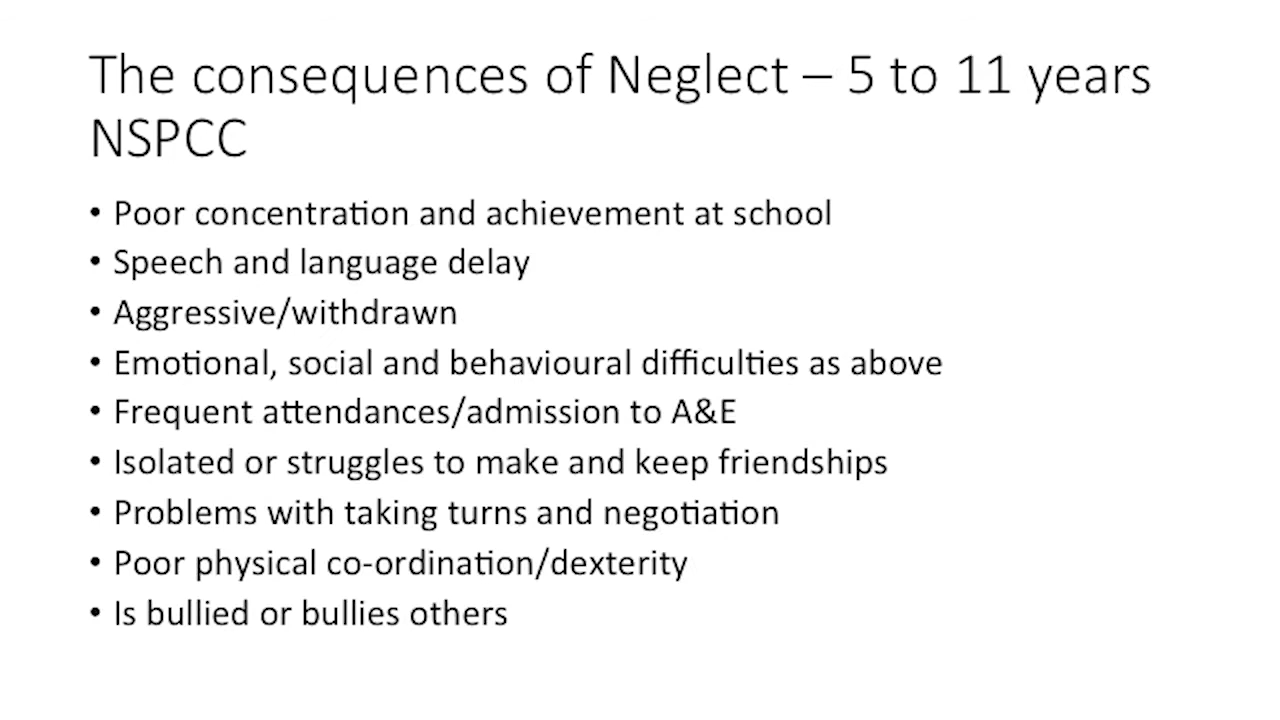 The consequences of Neglect – 5 to 11 years
NSPCC
• Poor concentration and achievement at school
• Speech and language delay
• Aggressive/withdrawn
• Emotional, social and behavioural difficulties as above
• Frequent attendances/admission to A&E
• Isolated or struggles to make and keep friendships
• Problems with taking turns and negotiation
• Poor physical co-ordination/dexterity
• Is bullied or bullies others